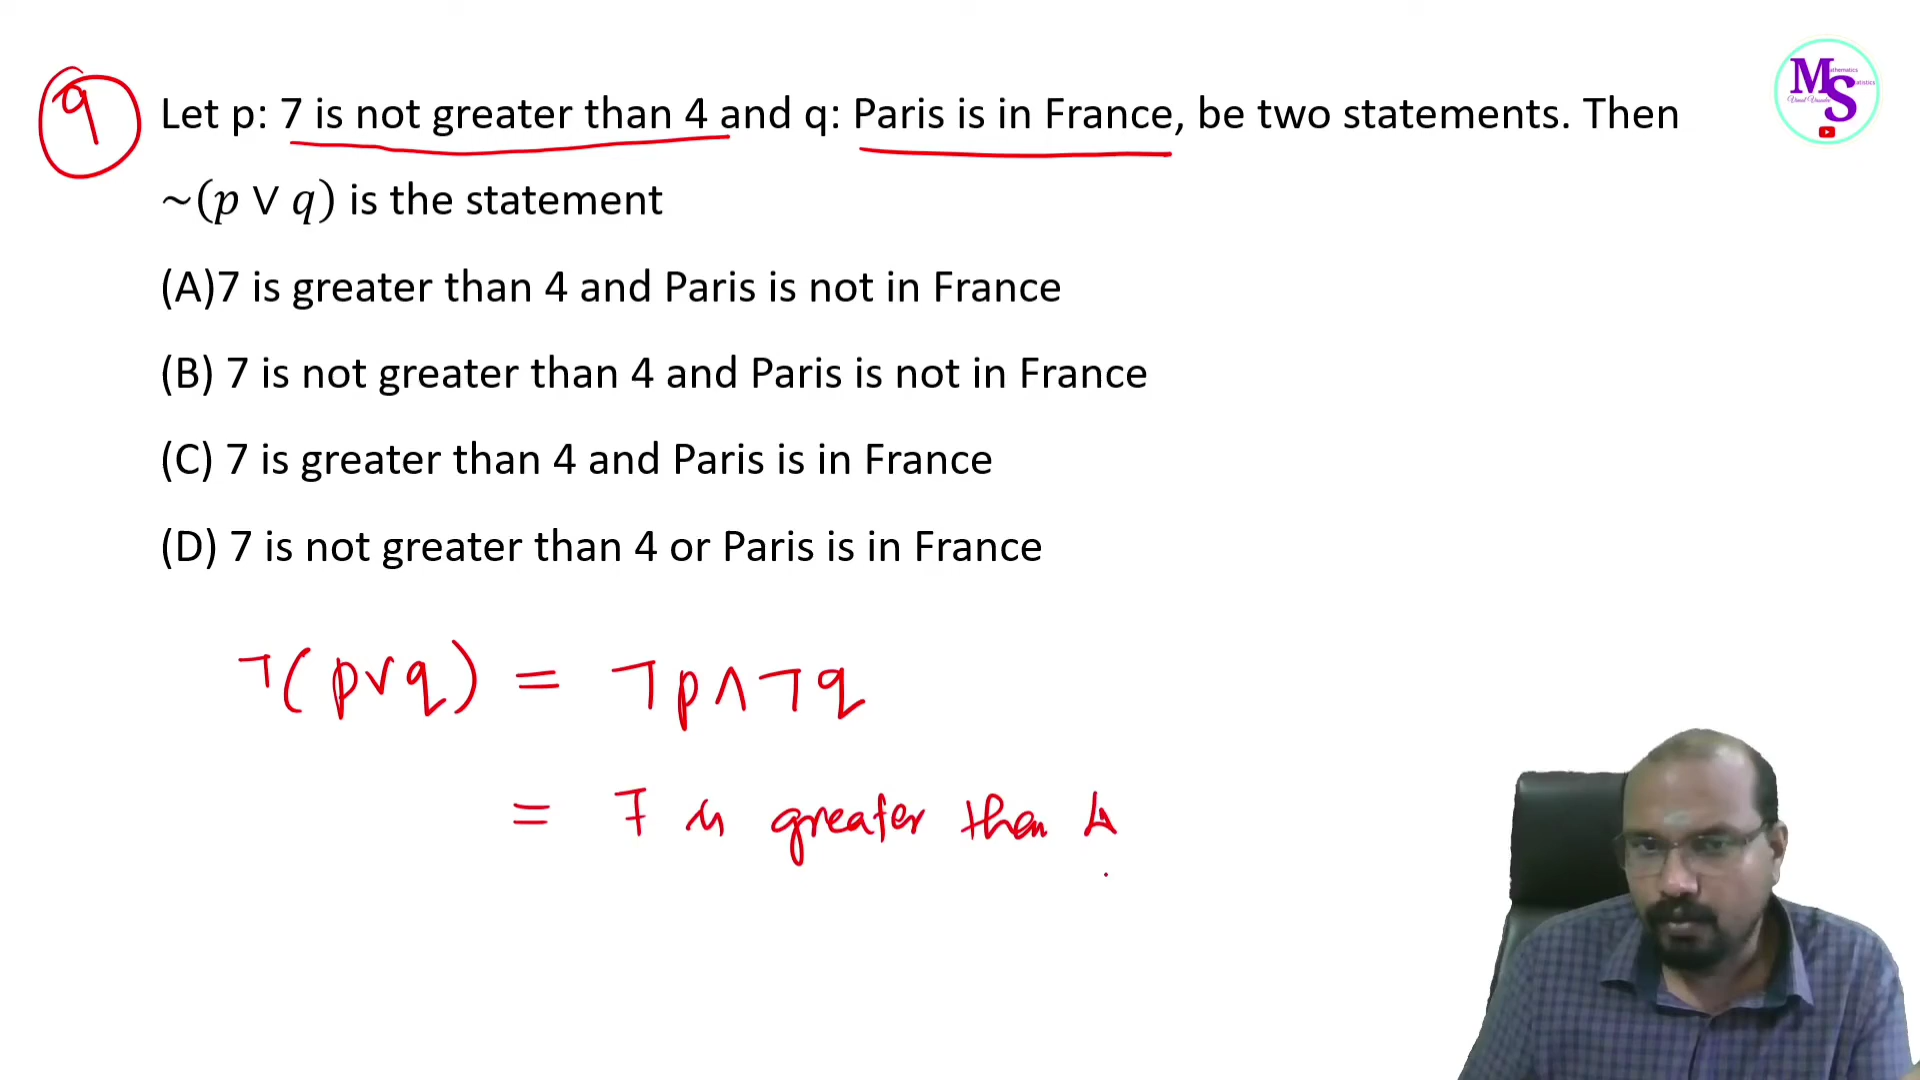 9 Let p: 7 is not greater than 4 and q: Paris is in France, be two statements. Then
~(p ∨ q) is the statement
(A)7 is greater than 4 and Paris is not in France
(B) 7 is not greater than 4 and Paris is not in France
(C) 7 is greater than 4 and Paris is in France
(D) 7 is not greater than 4 or Paris is in France
¬(p∨q) = ¬p∧¬q
= 7 is greater than 4
MS